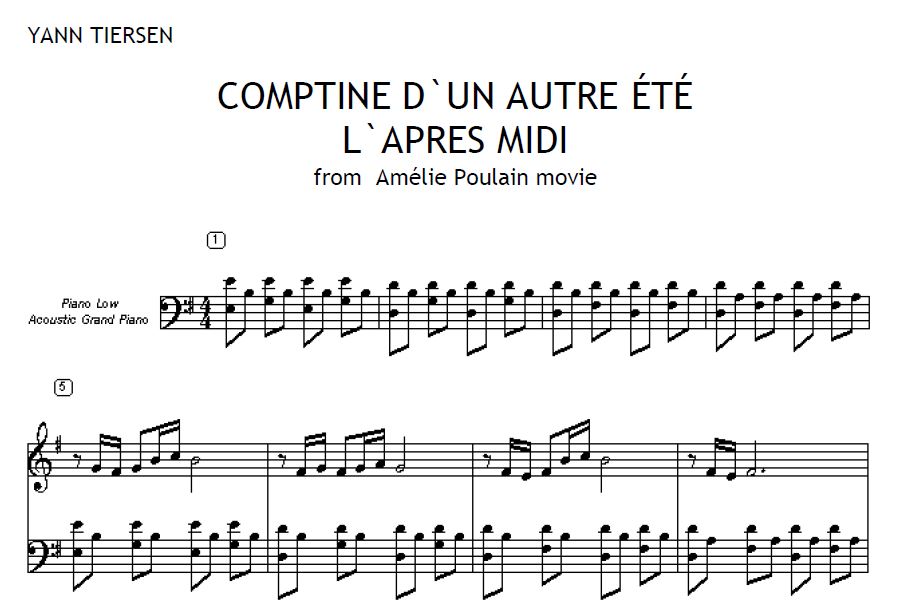 YANN TIERSEN
COMPTINE D`UN AUTRE ÉTÉ
L`APRES MIDI
from Amélie Poulain movie
1
Piano Low
Acoustic Grand Piano
4
4
5